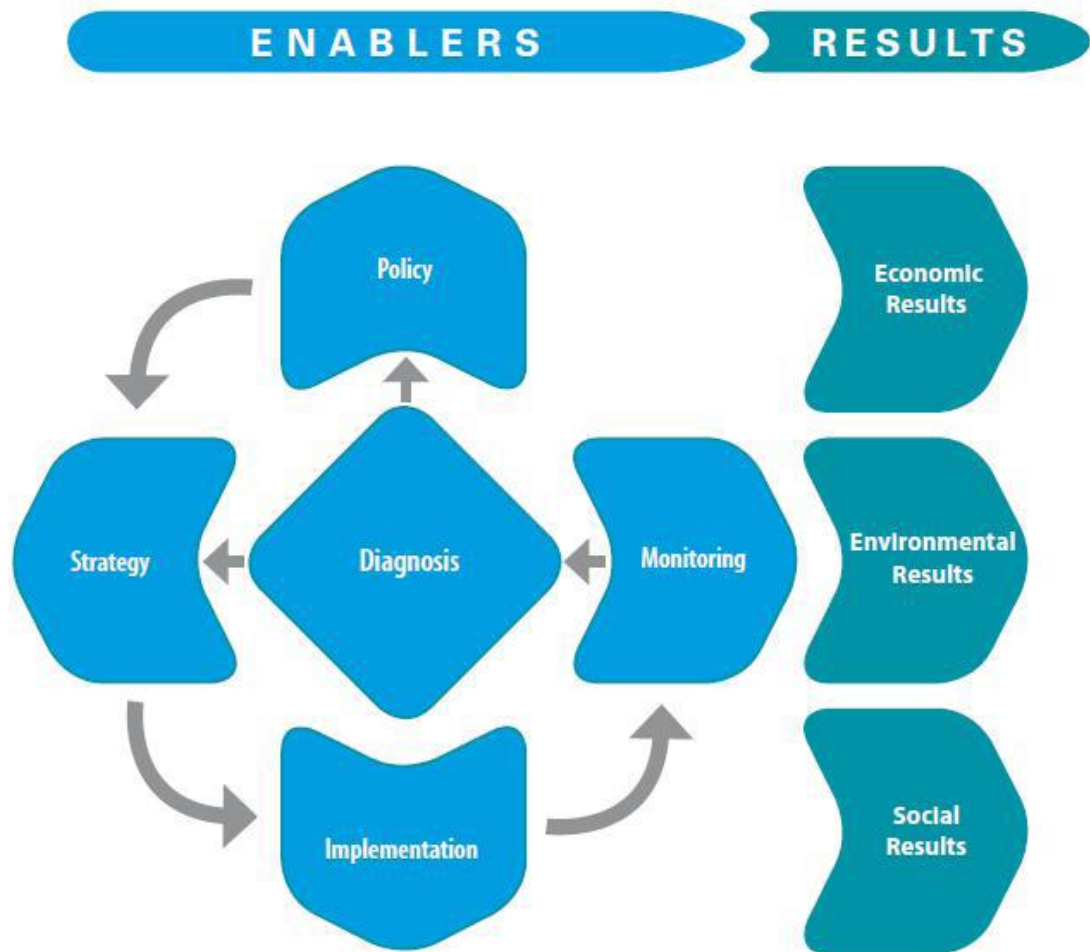 ENABLERS
RESULTS
Policy
Economic
Results
Strategy
Diagnosis
Monitoring
Environmental
Results
Implementation
Social
Results